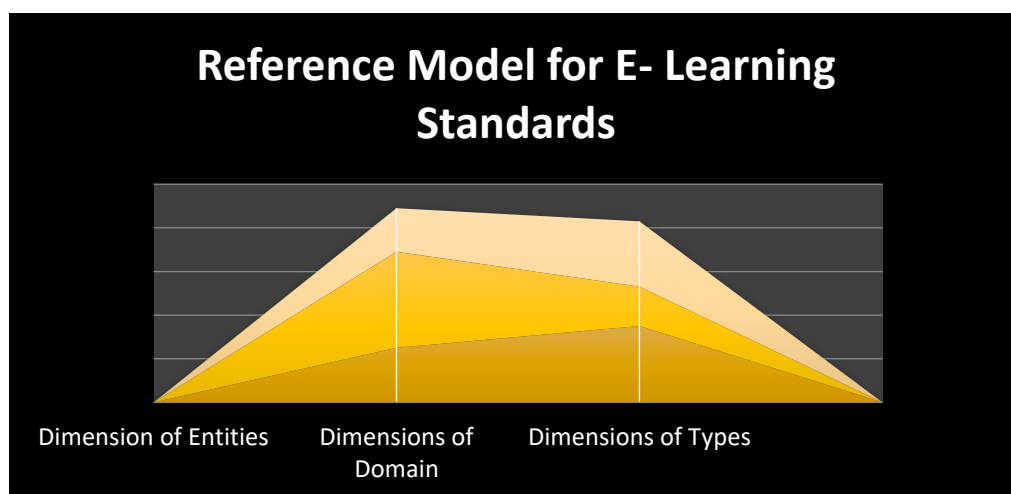 Reference Model for E- Learning
Standards
Dimension of Entities
Dimensions of
Domain
Dimensions of Types